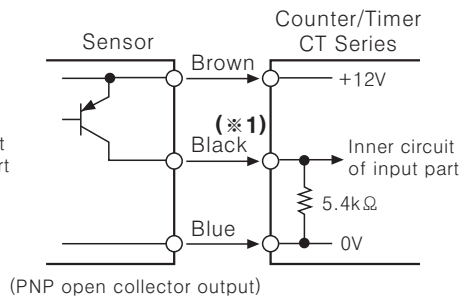 Counter/Timer
CT Series
Sensor
Brown
+12V
(※1)
Black
Inner circuit
of input part
t
rt
5.4kΩ
Blue
0V
(PNP open collector output)